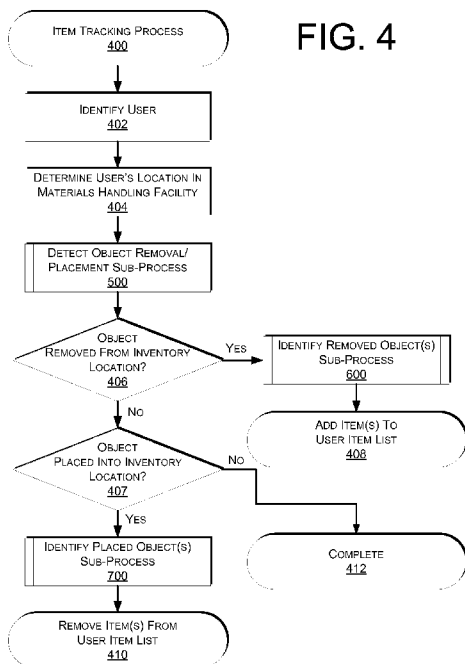 FIG. 4
ITEM TRACKING PROCESS
400
IDENTIFY USER
402
DETERMINE USER'S LOCATION IN
MATERIALS HANDLING FACILITY
404
DETECT OBJECT REMOVAL/
PLACEMENT SUB-PROCESS
500
OBJECT
REMOVED FROM INVENTORY
LOCATION?
406
YES
IDENTIFY REMOVED OBJECT(S)
SUB-PROCESS
600
ADD ITEM(S) TO
USER ITEM LIST
408
NO
OBJECT
PLACED INTO INVENTORY
LOCATION?
407
NO
COMPLETE
412
YES
IDENTIFY PLACED OBJECT(S)
SUB-PROCESS
700
REMOVE ITEM(S) FROM
USER ITEM LIST
410